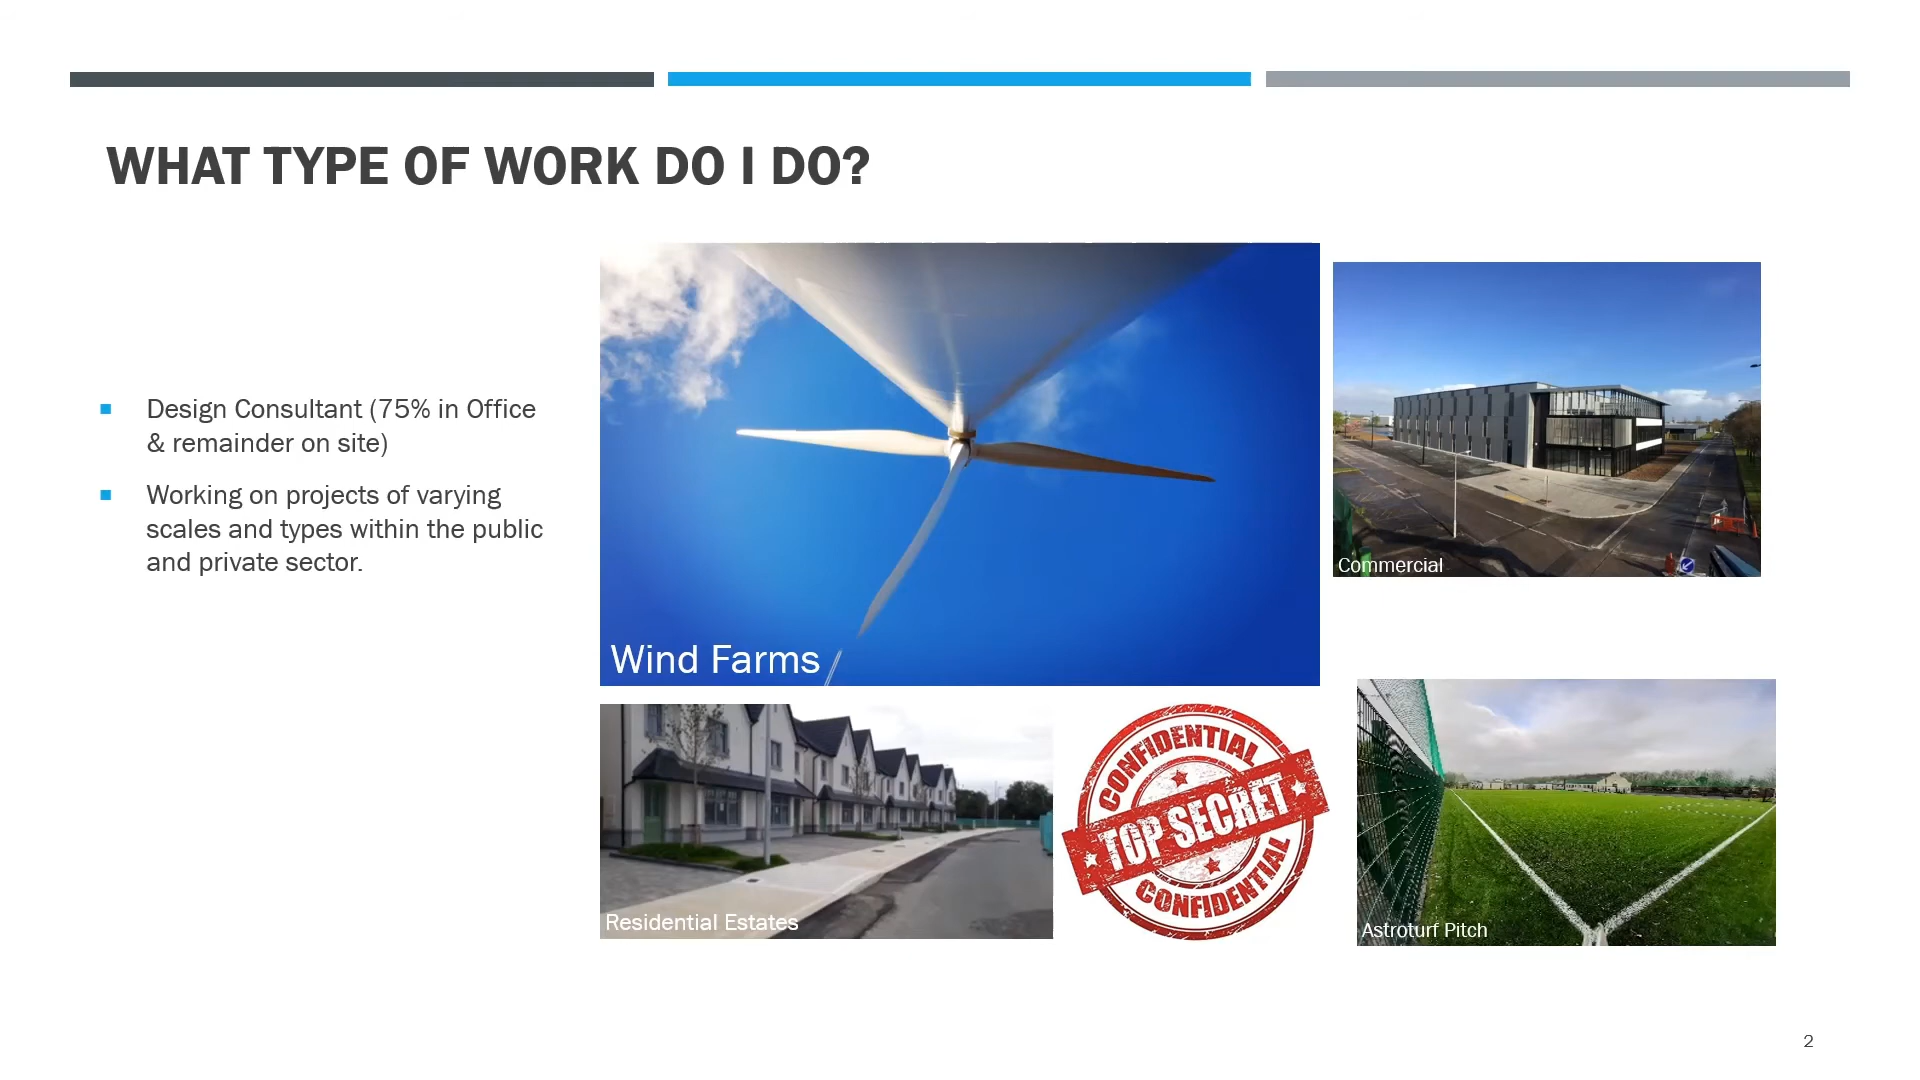 WHAT TYPE OF WORK DO I DO?
Design Consultant (75% in Office
& remainder on site)
Working on projects of varying
scales and types within the public
and private sector.
Wind Farms
Commercial
Residential Estates
CONFIDENTIAL
TOP SECRET
CONFIDENTIAL
Astroturf Pitch
2